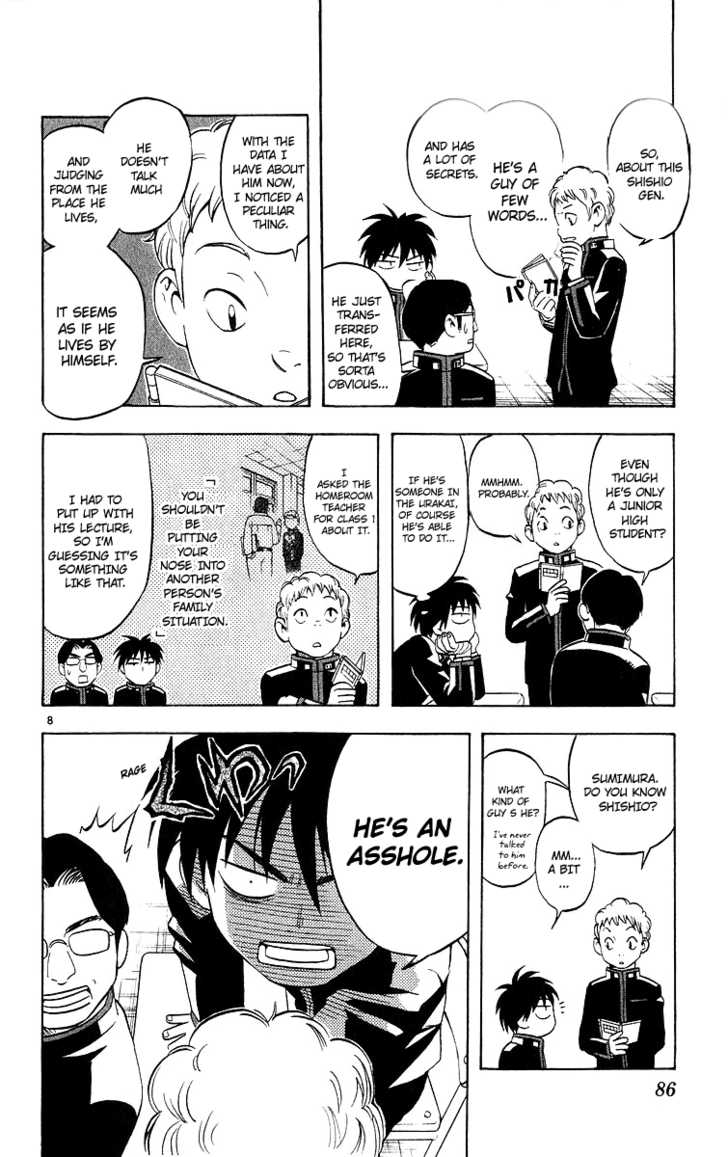 SO,
ABOUT THIS
SHISHIO
GEN.
HE'S A
GUY OF
FEW
WORDS...
AND HAS
A LOT OF
SECRETS.
HE JUST
TRANS-
FERRED
HERE,
SO THAT'S
SORTA
OBVIOUS...
WITH THE
DATA I
HAVE ABOUT
HIM NOW,
I NOTICED A
PECULIAR
THING.
HE
DOESN'T
TALK
MUCH
AND
JUDGING
FROM THE
PLACE HE
LIVES,
IT SEEMS
AS IF HE
LIVES BY
HIMSELF.
EVEN
THOUGH
HE'S ONLY
A JUNIOR
HIGH
STUDENT?
MMHMM.
PROBABLY.
IF HE'S
SOMEONE
IN THE
URAKAI,
OF COURSE
HE'S ABLE
TO DO IT...
I
ASKED THE
HOMEROOM
TEACHER
FOR CLASS 1
ABOUT IT.
「YOU
SHOULDN'T
BE
PUTTING
YOUR
NOSE INTO
ANOTHER
PERSON'S
FAMILY
SITUATION.」
I HAD TO
PUT UP WITH
HIS LECTURE,
SO I'M
GUESSING IT'S
SOMETHING
LIKE THAT.
8
SUMIMURA.
DO YOU KNOW
SHISHIO?
MM...
A BIT
...
WHAT
KIND OF
GUY S HE?
I've never
talked
to him
before.
HE'S AN
ASSHOLE.
RAGE
86